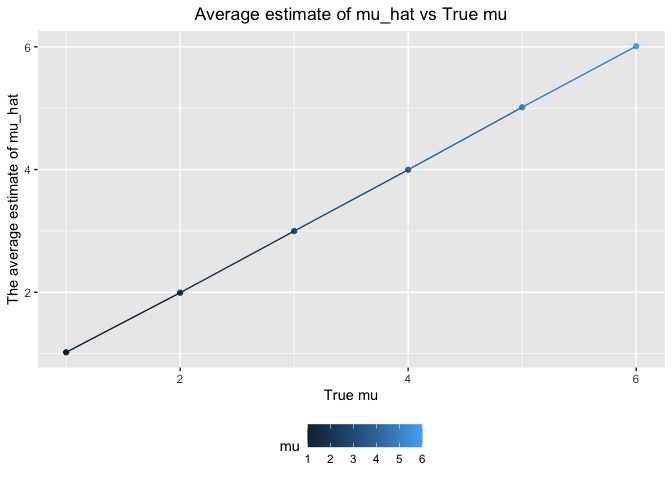 Average estimate of mu_hat vs True mu
The average estimate of mu_hat
6
4
2
2 4 6
True mu
mu
1 2 3 4 5 6